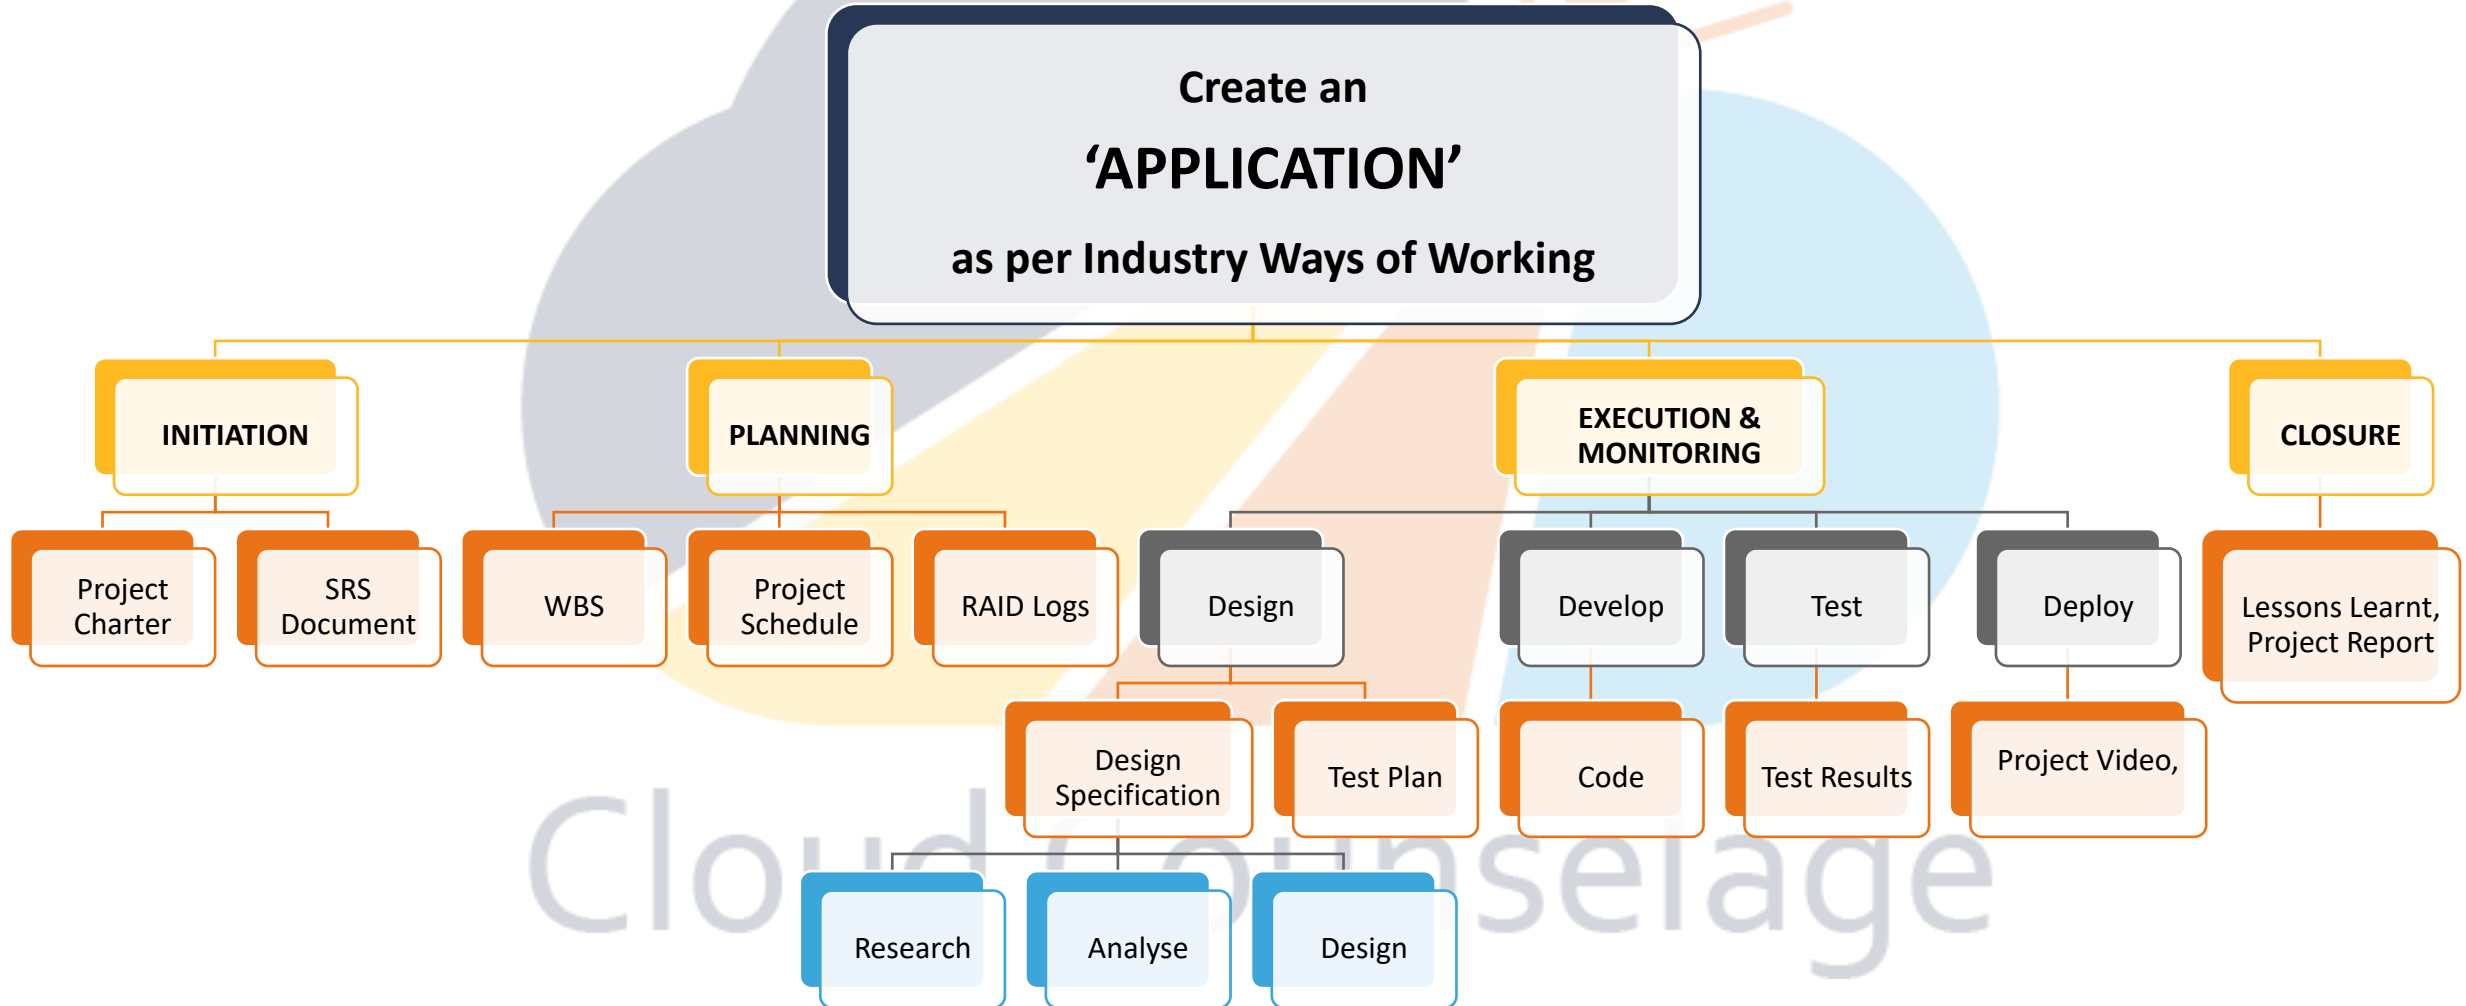 Create an
‘APPLICATION’
as per Industry Ways of Working
INITIATION
PLANNING
EXECUTION &
MONITORING
CLOSURE
Project
Charter
SRS
Document
WBS
Project
Schedule
RAID Logs
Design
Develop
Test
Deploy
Lessons Learnt,
Project Report
Design
Specification
Test Plan
Code
Test Results
Project Video,
Research
Analyse
Design
Cloud Counselage